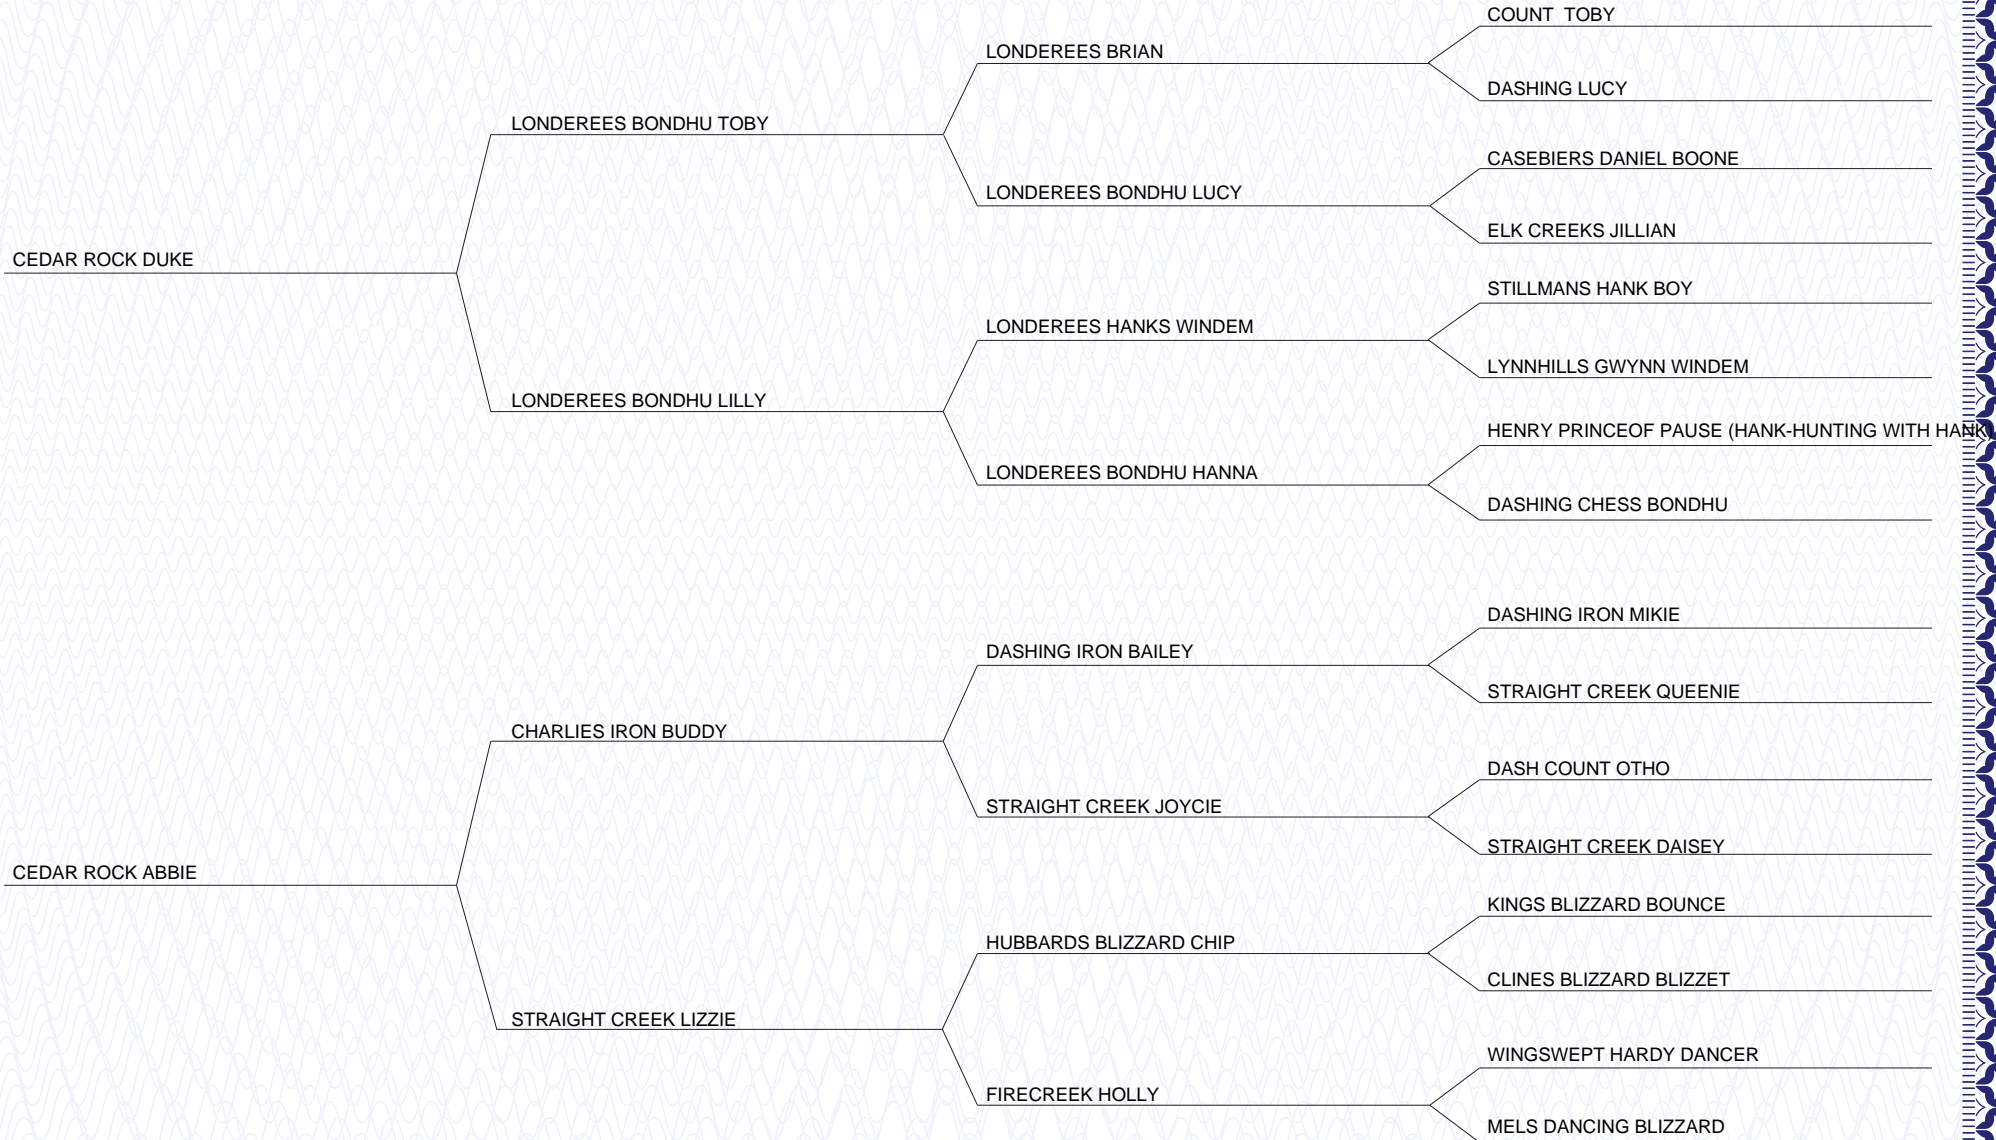 COUNT  TOBY
LONDEREES BRIAN
DASHING LUCY
LONDEREES BONDHU TOBY
CASEBIERS DANIEL BOONE
LONDEREES BONDHU LUCY
ELK CREEKS JILLIAN
CEDAR ROCK DUKE
STILLMANS HANK BOY
LONDEREES HANKS WINDEM
LYNNHILLS GWYNN WINDEM
LONDEREES BONDHU LILLY
HENRY PRINCEOF PAUSE (HANK-HUNTING WITH HANK)
LONDEREES BONDHU HANNA
DASHING CHESS BONDHU
DASHING IRON MIKIE
DASHING IRON BAILEY
STRAIGHT CREEK QUEENIE
CHARLIES IRON BUDDY
DASH COUNT OTHO
STRAIGHT CREEK JOYCIE
STRAIGHT CREEK DAISEY
CEDAR ROCK ABBIE
KINGS BLIZZARD BOUNCE
HUBBARDS BLIZZARD CHIP
CLINES BLIZZARD BLIZZET
STRAIGHT CREEK LIZZIE
WINGSWEPT HARDY DANCER
FIRECREEK HOLLY
MELS DANCING BLIZZARD